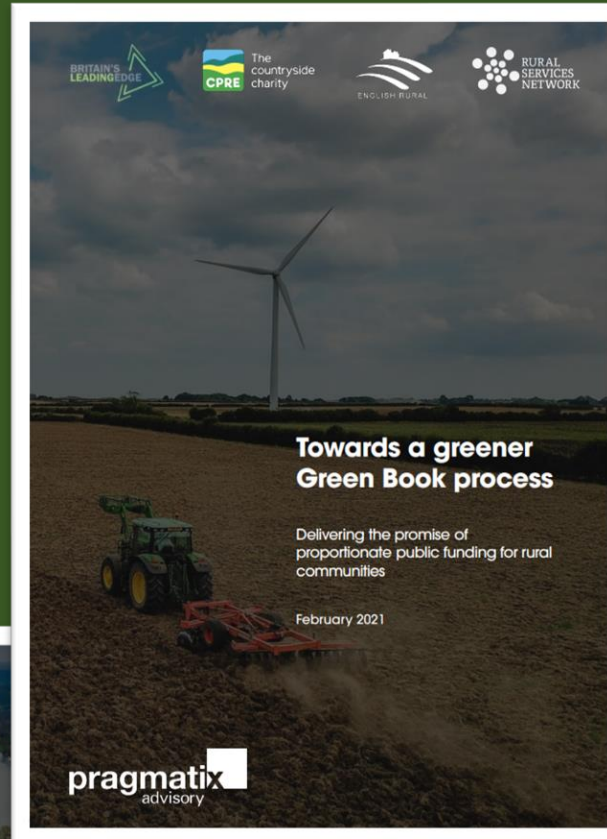 BRITAIN'S
LEADINGEDGE
CPRE
The
countryside
charity
ENGLISH RURAL
RURAL
SERVICES
NETWORK
Towards a greener
Green Book process
Delivering the promise of
proportionate public funding for rural
communities
February 2021
pragmatix
advisory